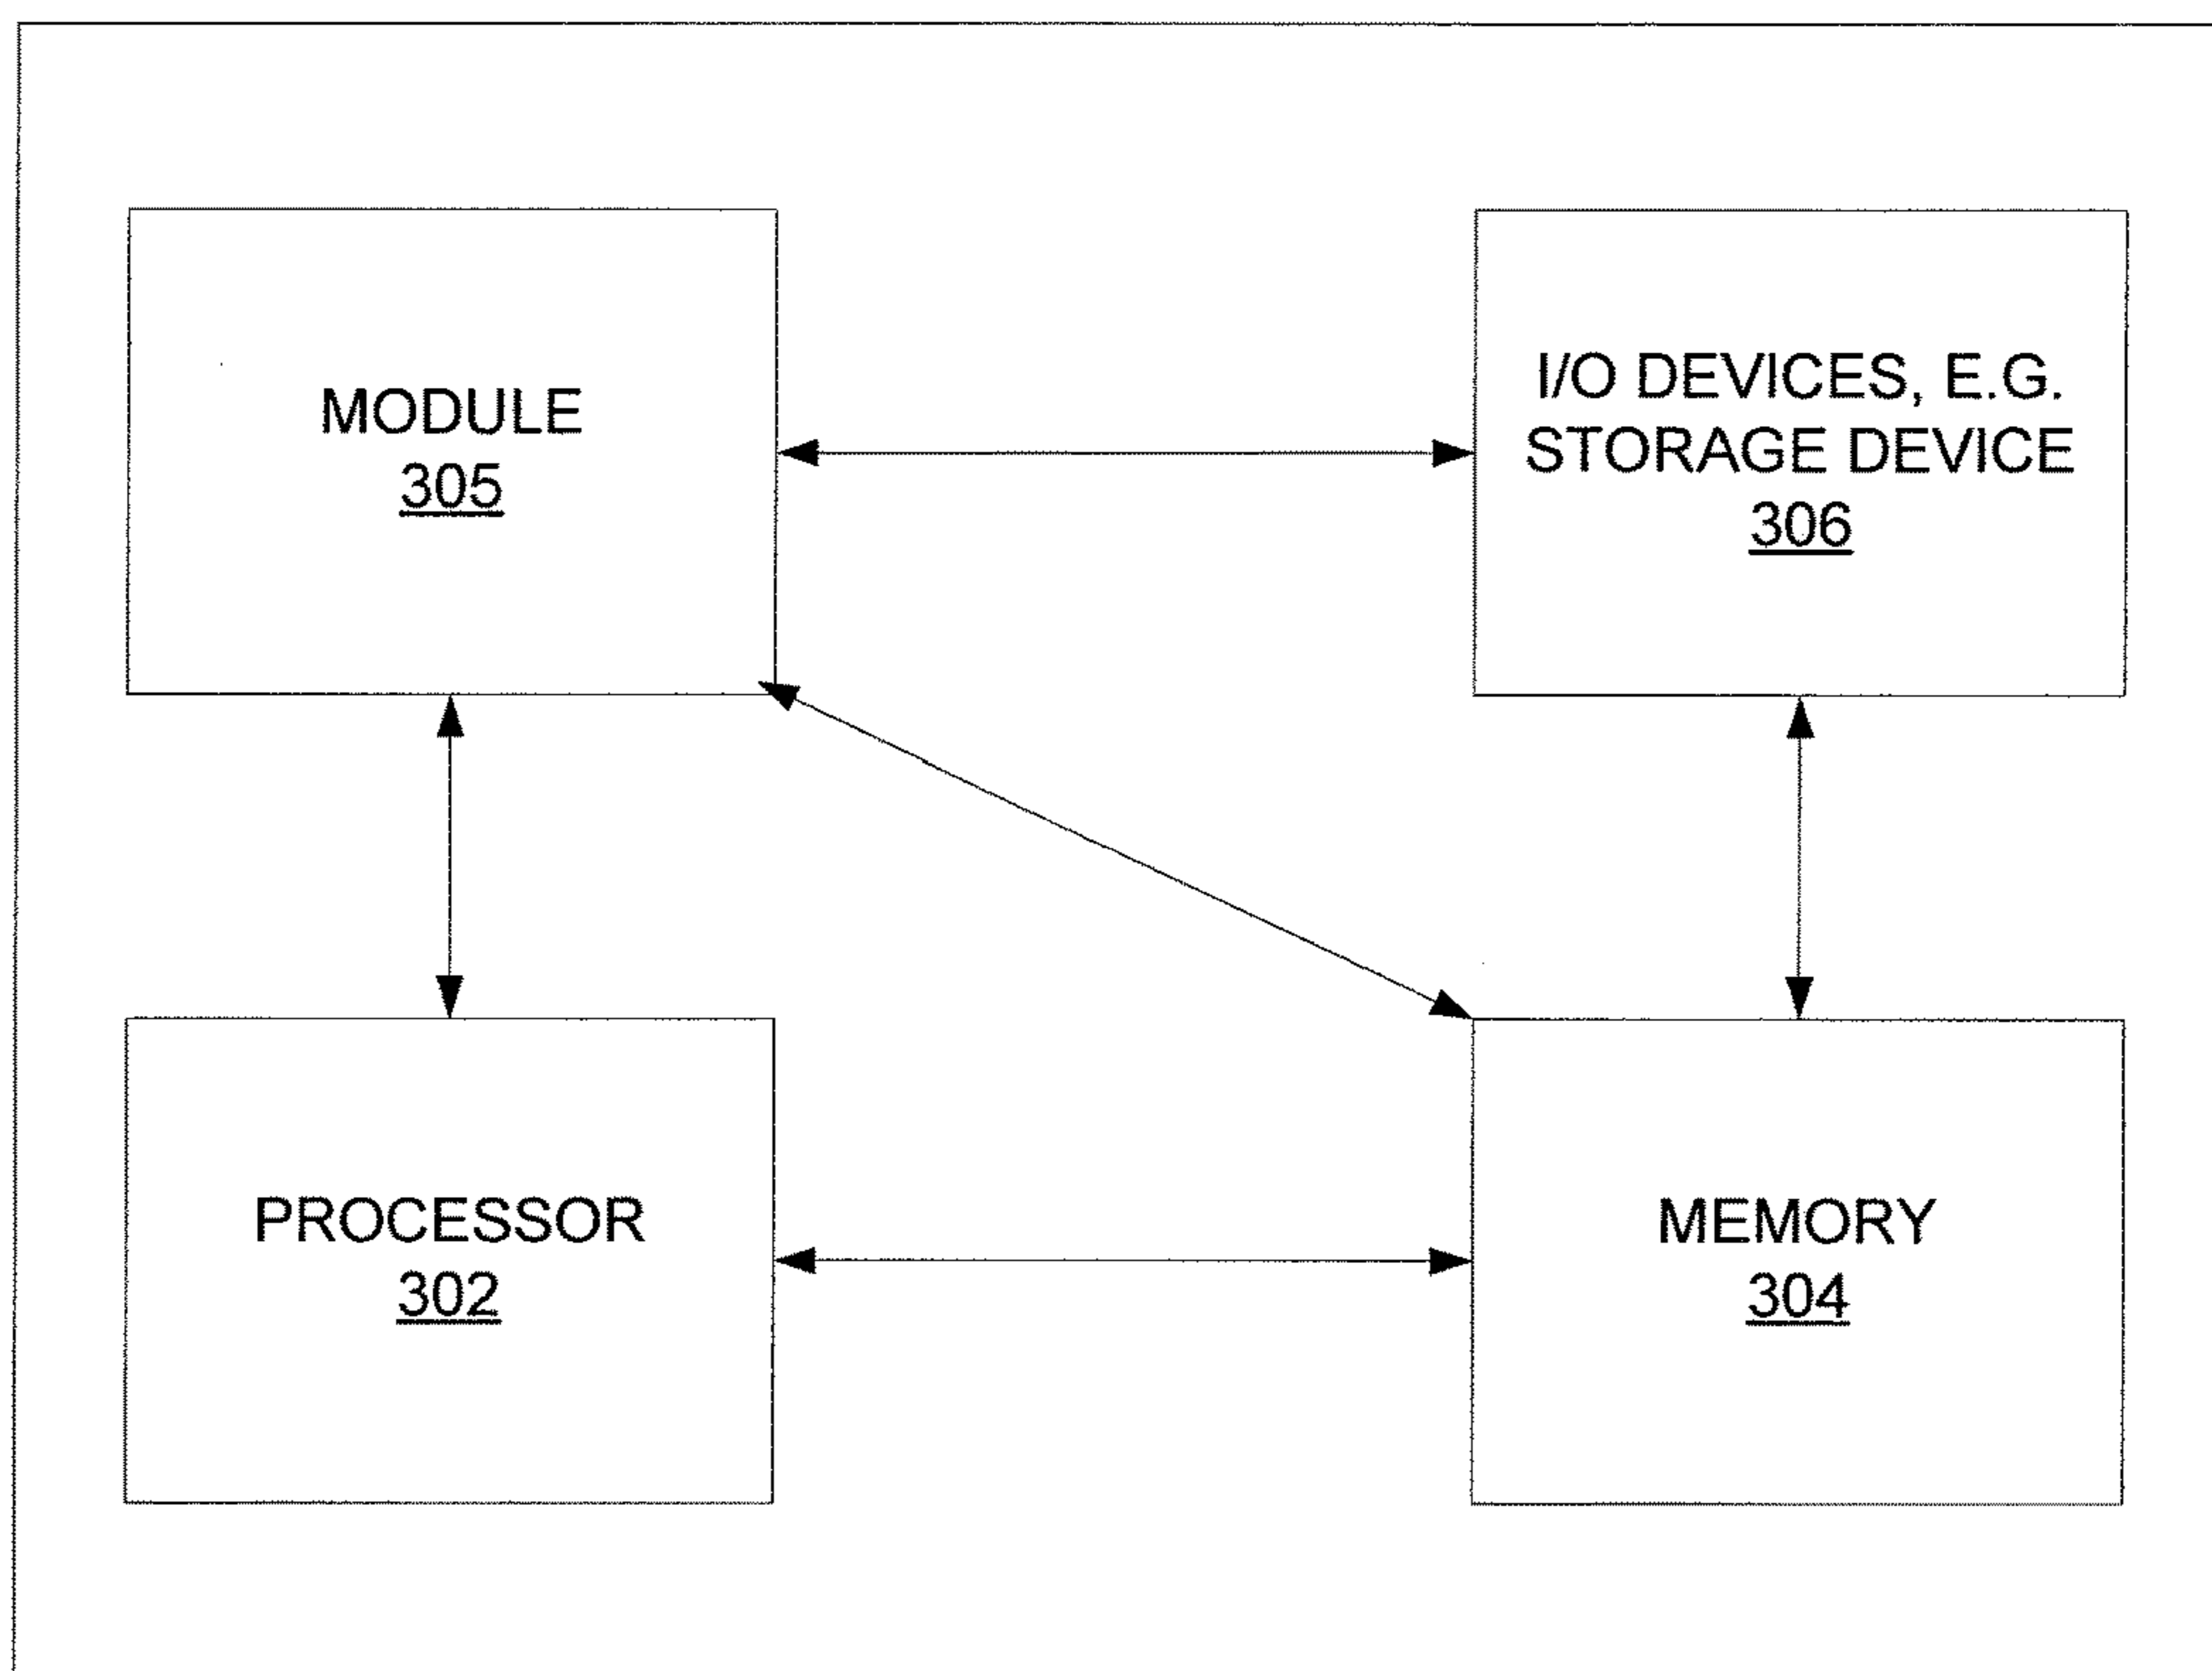 MODULE
305
I/O DEVICES, E.G.
STORAGE DEVICE
306
PROCESSOR
302
MEMORY
304